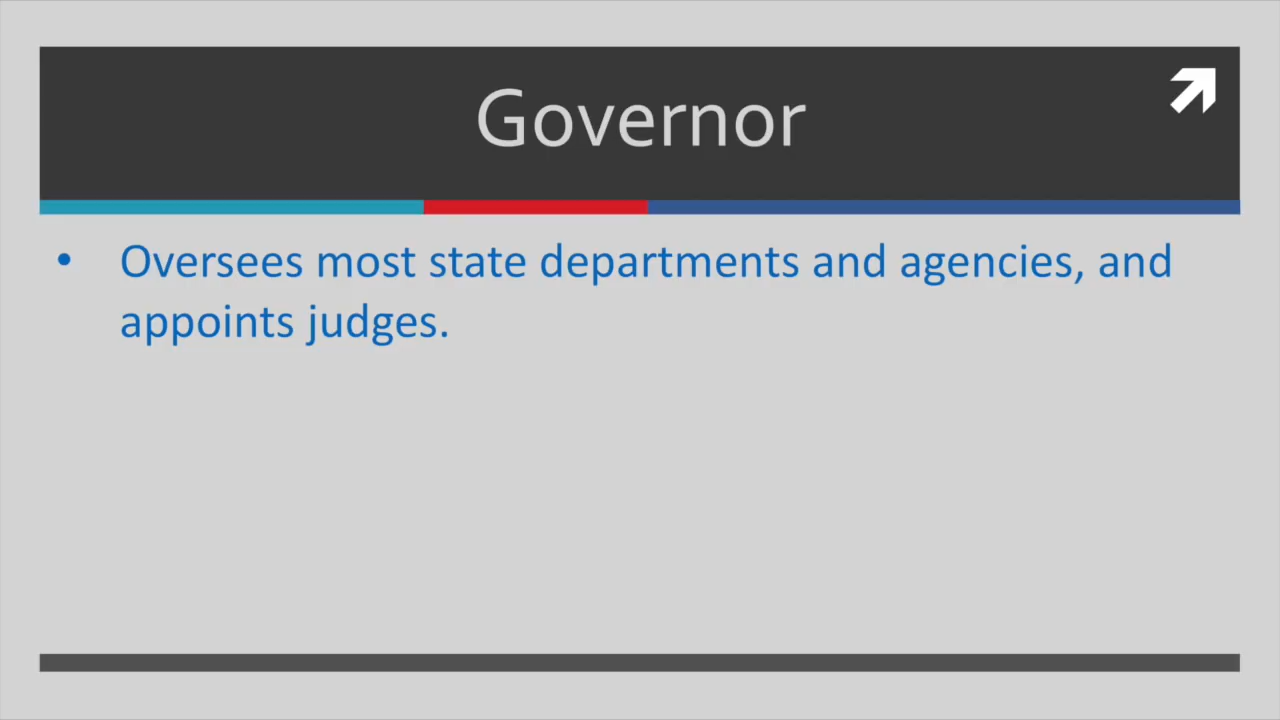 Governor
• Oversees most state departments and agencies, and
appoints judges.